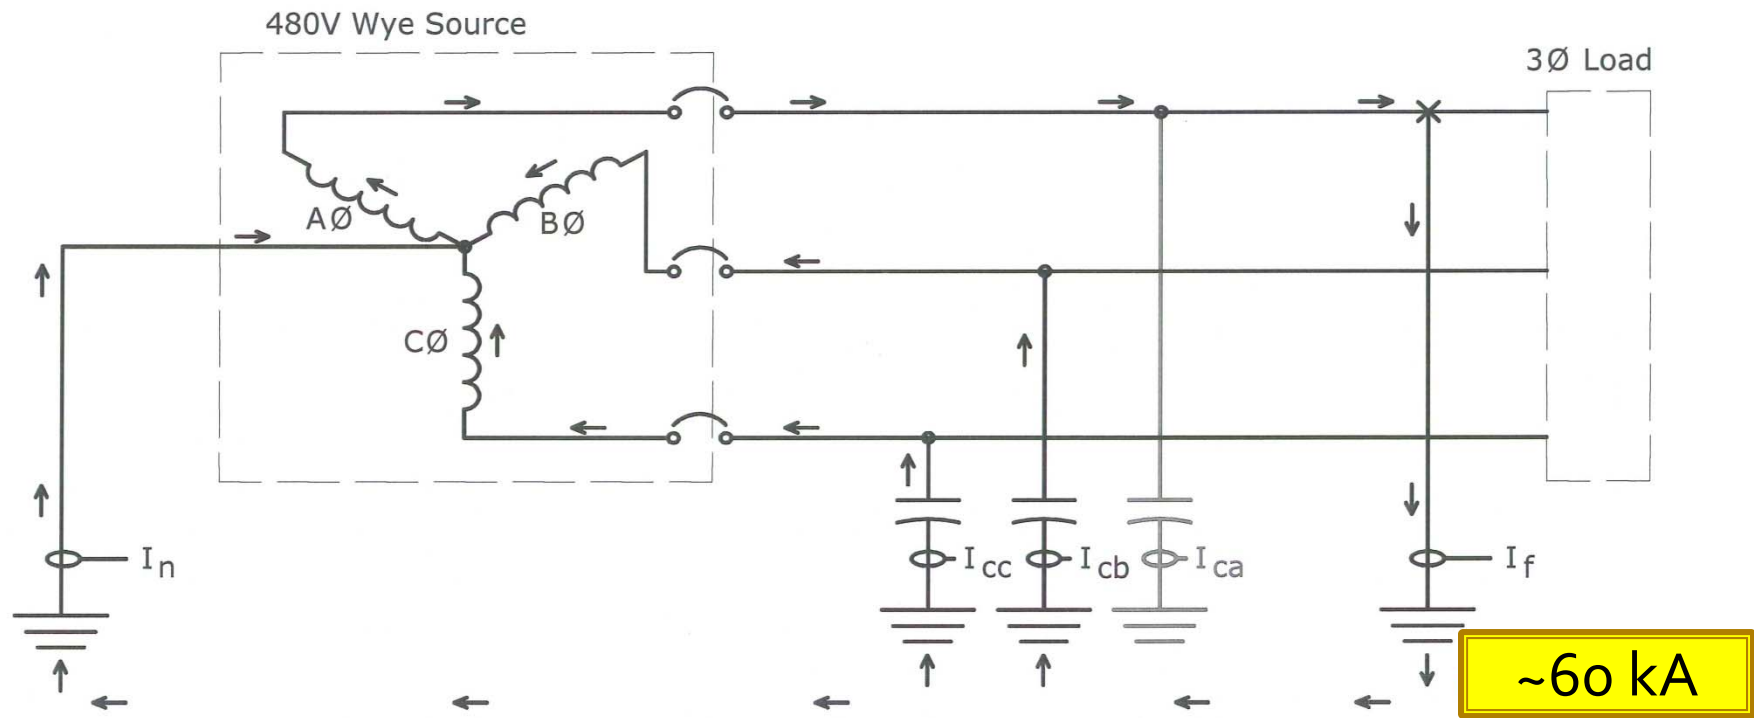 480V Wye Source
3Ø Load
AØ
BØ
CØ
In
Icc
Icb
Ica
If
~60 kA